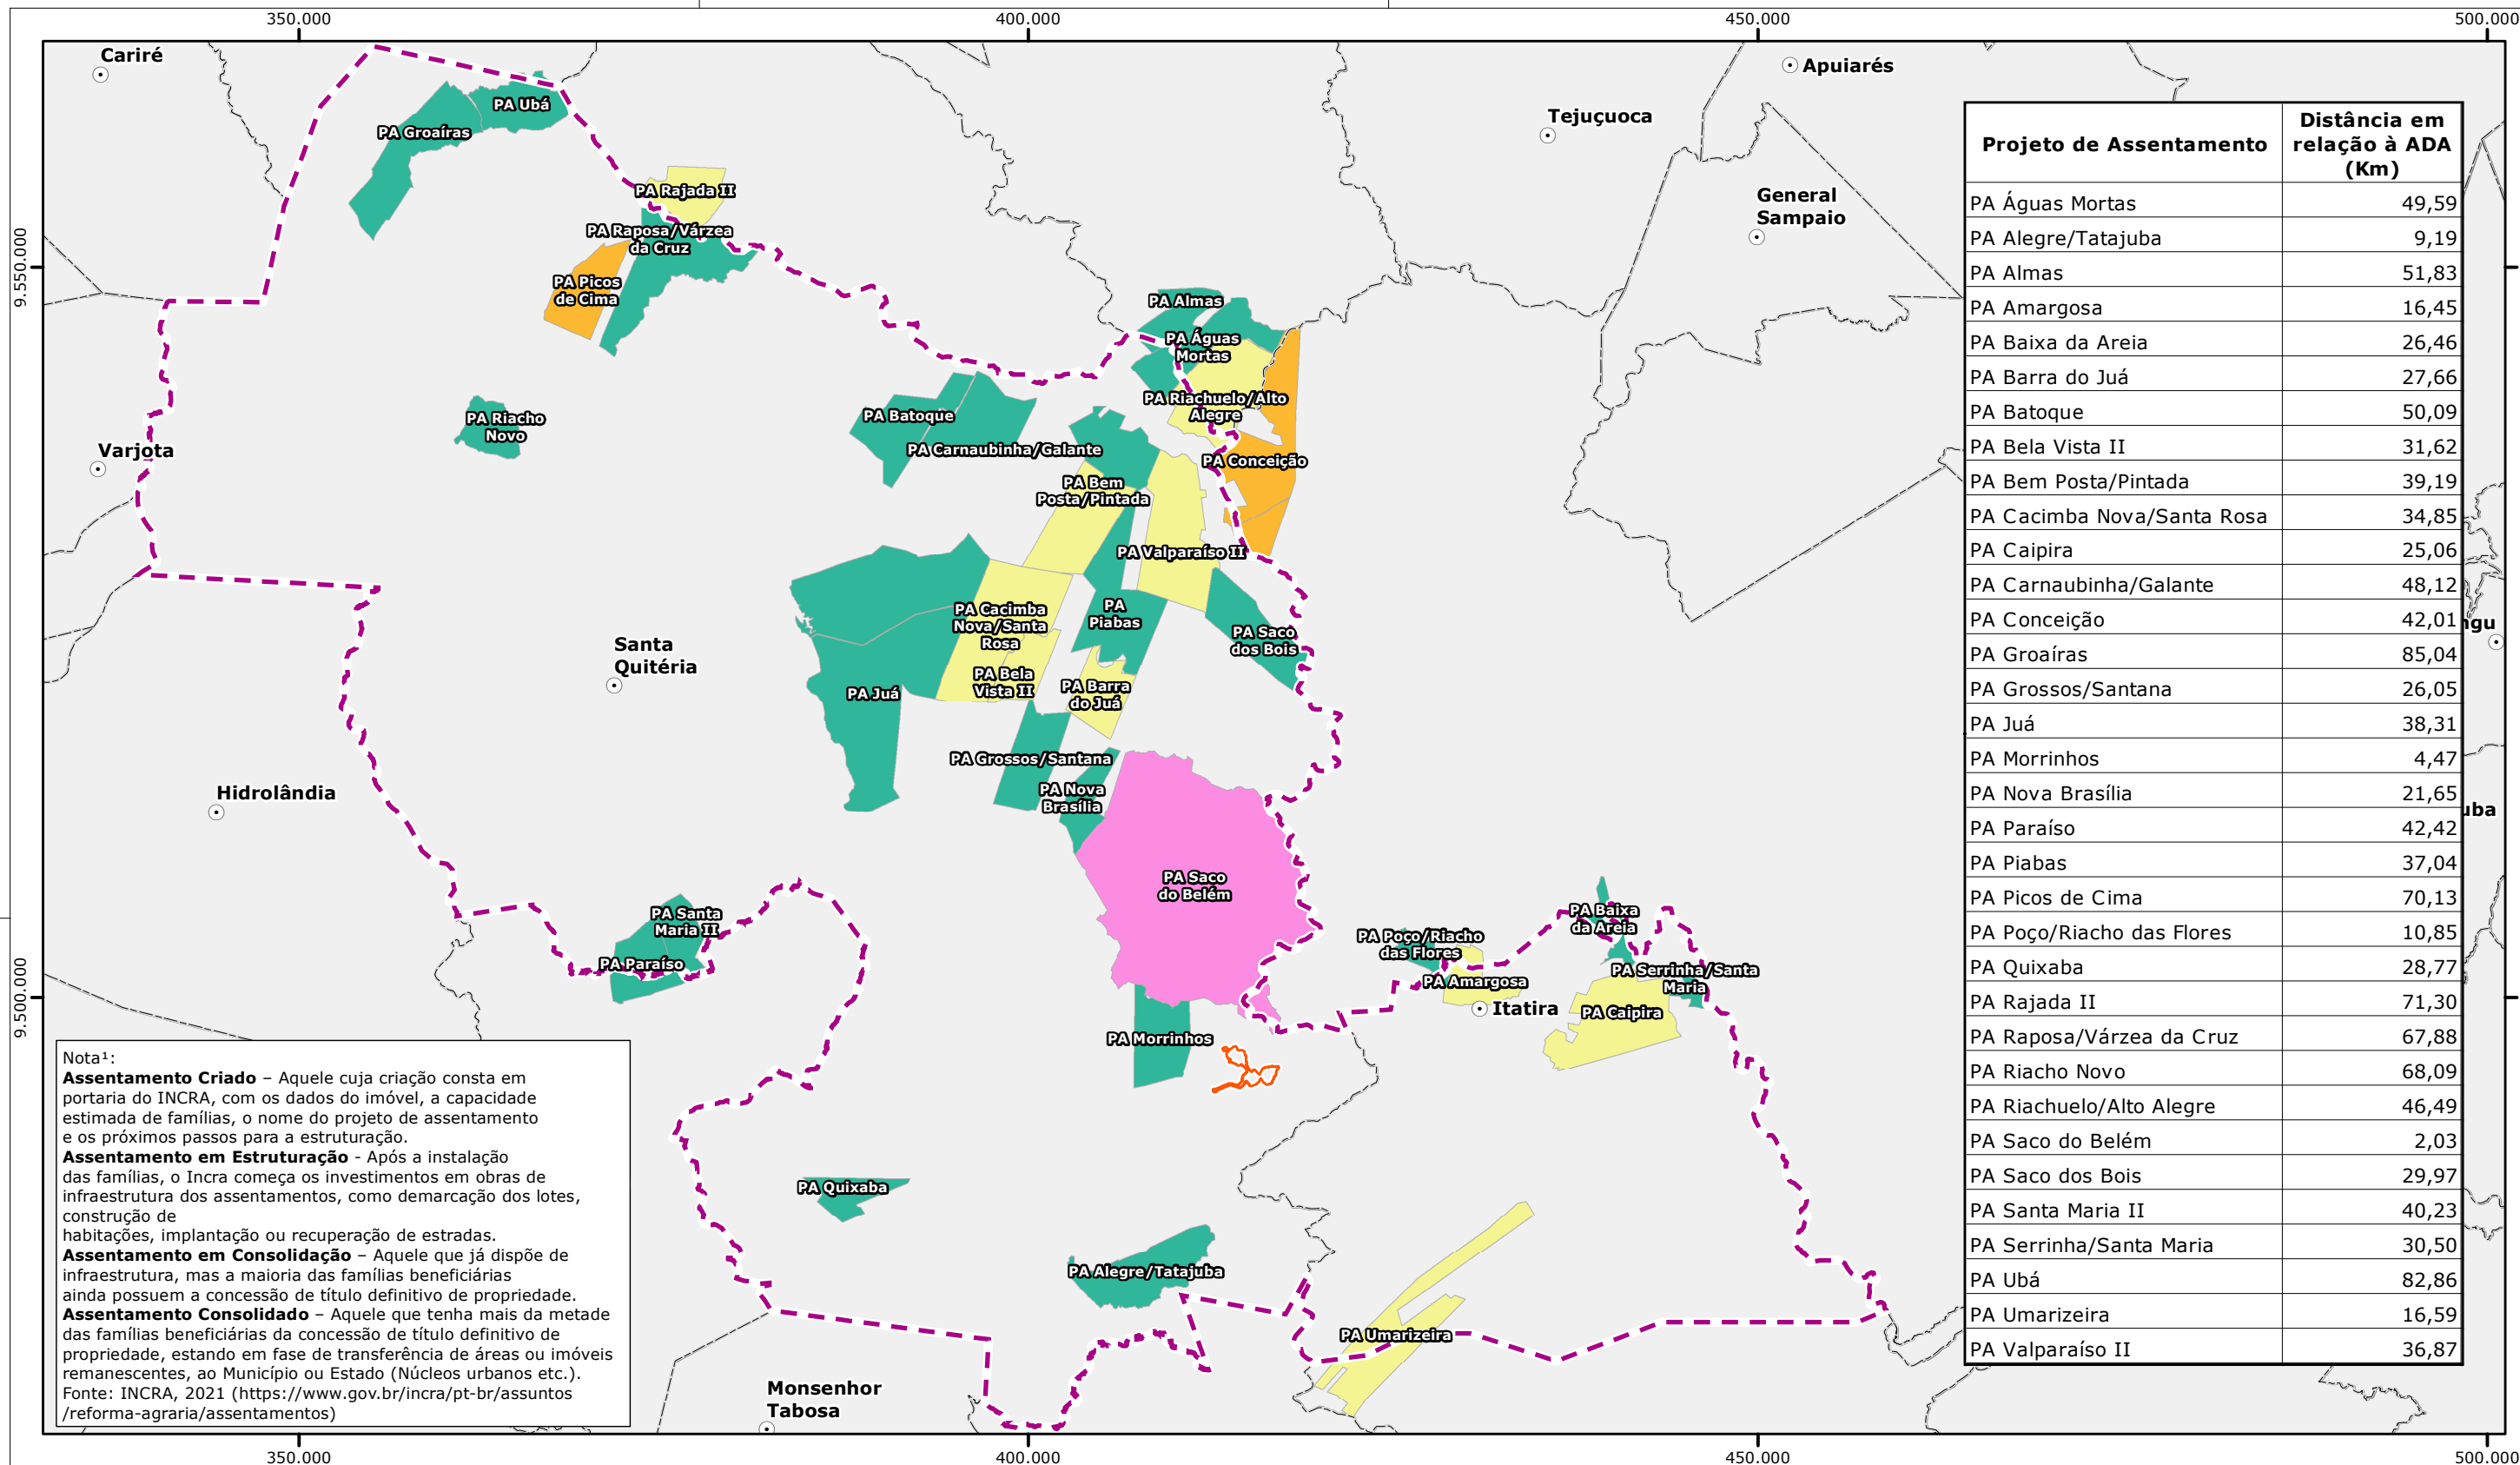 350.000
400.000
450.000
500.000
Cariré
Apuiarés
Tejuçuoca
General
Sampaio
Varjota
Santa
Quitéria
Hidrolândia
Itatira
Monsenhor
Tabosa
ngu
uba
9.550.000
9.500.000
PA Ubá
PA Groaíras
PA Rajada II
PA Raposa/Várzea
da Cruz
PA Picos
de Cima
PA Almas
PA Águas
Mortas
PA Riachuelo/Alto
Alegre
PA Riacho
Novo
PA Batoque
PA Carnaubinha/Galante
PA Conceição
PA Bem
Posta/Pintada
PA Valparaíso II
PA Cacimba
Nova/Santa
Rosa
PA
Piabas
PA Saco
dos Bois
PA Bela
Vista II
PA Juá
PA Barra
do Juá
PA Grossos/Santana
PA Nova
Brasília
PA Saco
do Belém
PA Santa
Maria II
PA Paraíso
PA Poço/Riacho
das Flores
PA Baixa
da Areia
PA Amargosa
PA Serrinha/Santa
Maria
PA Caipira
PA Morrinhos
PA Quixaba
PA Alegre/Tatajuba
PA Umarizeira
Projeto de Assentamento
Distância em
relação à ADA
(Km)
PA Águas Mortas 49,59
PA Alegre/Tatajuba 9,19
PA Almas 51,83
PA Amargosa 16,45
PA Baixa da Areia 26,46
PA Barra do Juá 27,66
PA Batoque 50,09
PA Bela Vista II 31,62
PA Bem Posta/Pintada 39,19
PA Cacimba Nova/Santa Rosa 34,85
PA Caipira 25,06
PA Carnaubinha/Galante 48,12
PA Conceição 42,01
PA Groaíras 85,04
PA Grossos/Santana 26,05
PA Juá 38,31
PA Morrinhos 4,47
PA Nova Brasília 21,65
PA Paraíso 42,42
PA Piabas 37,04
PA Picos de Cima 70,13
PA Poço/Riacho das Flores 10,85
PA Quixaba 28,77
PA Rajada II 71,30
PA Raposa/Várzea da Cruz 67,88
PA Riacho Novo 68,09
PA Riachuelo/Alto Alegre 46,49
PA Saco do Belém 2,03
PA Saco dos Bois 29,97
PA Santa Maria II 40,23
PA Serrinha/Santa Maria 30,50
PA Ubá 82,86
PA Umarizeira 16,59
PA Valparaíso II 36,87
Nota¹:
Assentamento Criado – Aquele cuja criação consta em
portaria do INCRA, com os dados do imóvel, a capacidade
estimada de famílias, o nome do projeto de assentamento
e os próximos passos para a estruturação.
Assentamento em Estruturação - Após a instalação
das famílias, o Incra começa os investimentos em obras de
infraestrutura dos assentamentos, como demarcação dos lotes,
construção de
habitações, implantação ou recuperação de estradas.
Assentamento em Consolidação – Aquele que já dispõe de
infraestrutura, mas a maioria das famílias beneficiárias
ainda possuem a concessão de título definitivo de propriedade.
Assentamento Consolidado – Aquele que tenha mais da metade
das famílias beneficiárias da concessão de título definitivo de
propriedade, estando em fase de transferência de áreas ou imóveis
remanescentes, ao Município ou Estado (Núcleos urbanos etc.).
Fonte: INCRA, 2021 (https://www.gov.br/incra/pt-br/assuntos
/reforma-agraria/assentamentos)
350.000
400.000
450.000
500.000